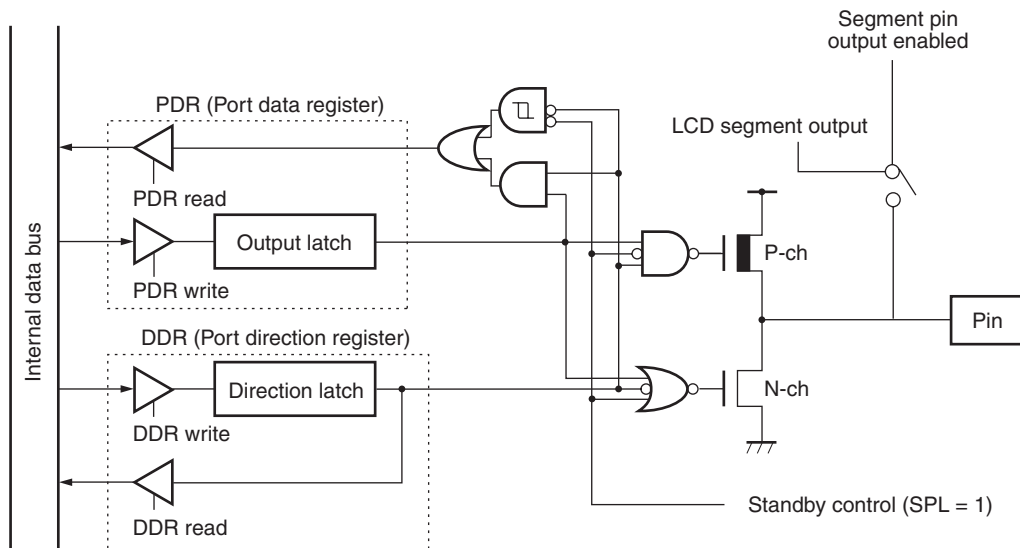 Segment pin
output enabled
PDR (Port data register)
LCD segment output
PDR read
Output latch
P-ch
PDR write
Internal data bus
Pin
DDR (Port direction register)
Direction latch
N-ch
DDR write
Standby control (SPL = 1)
DDR read